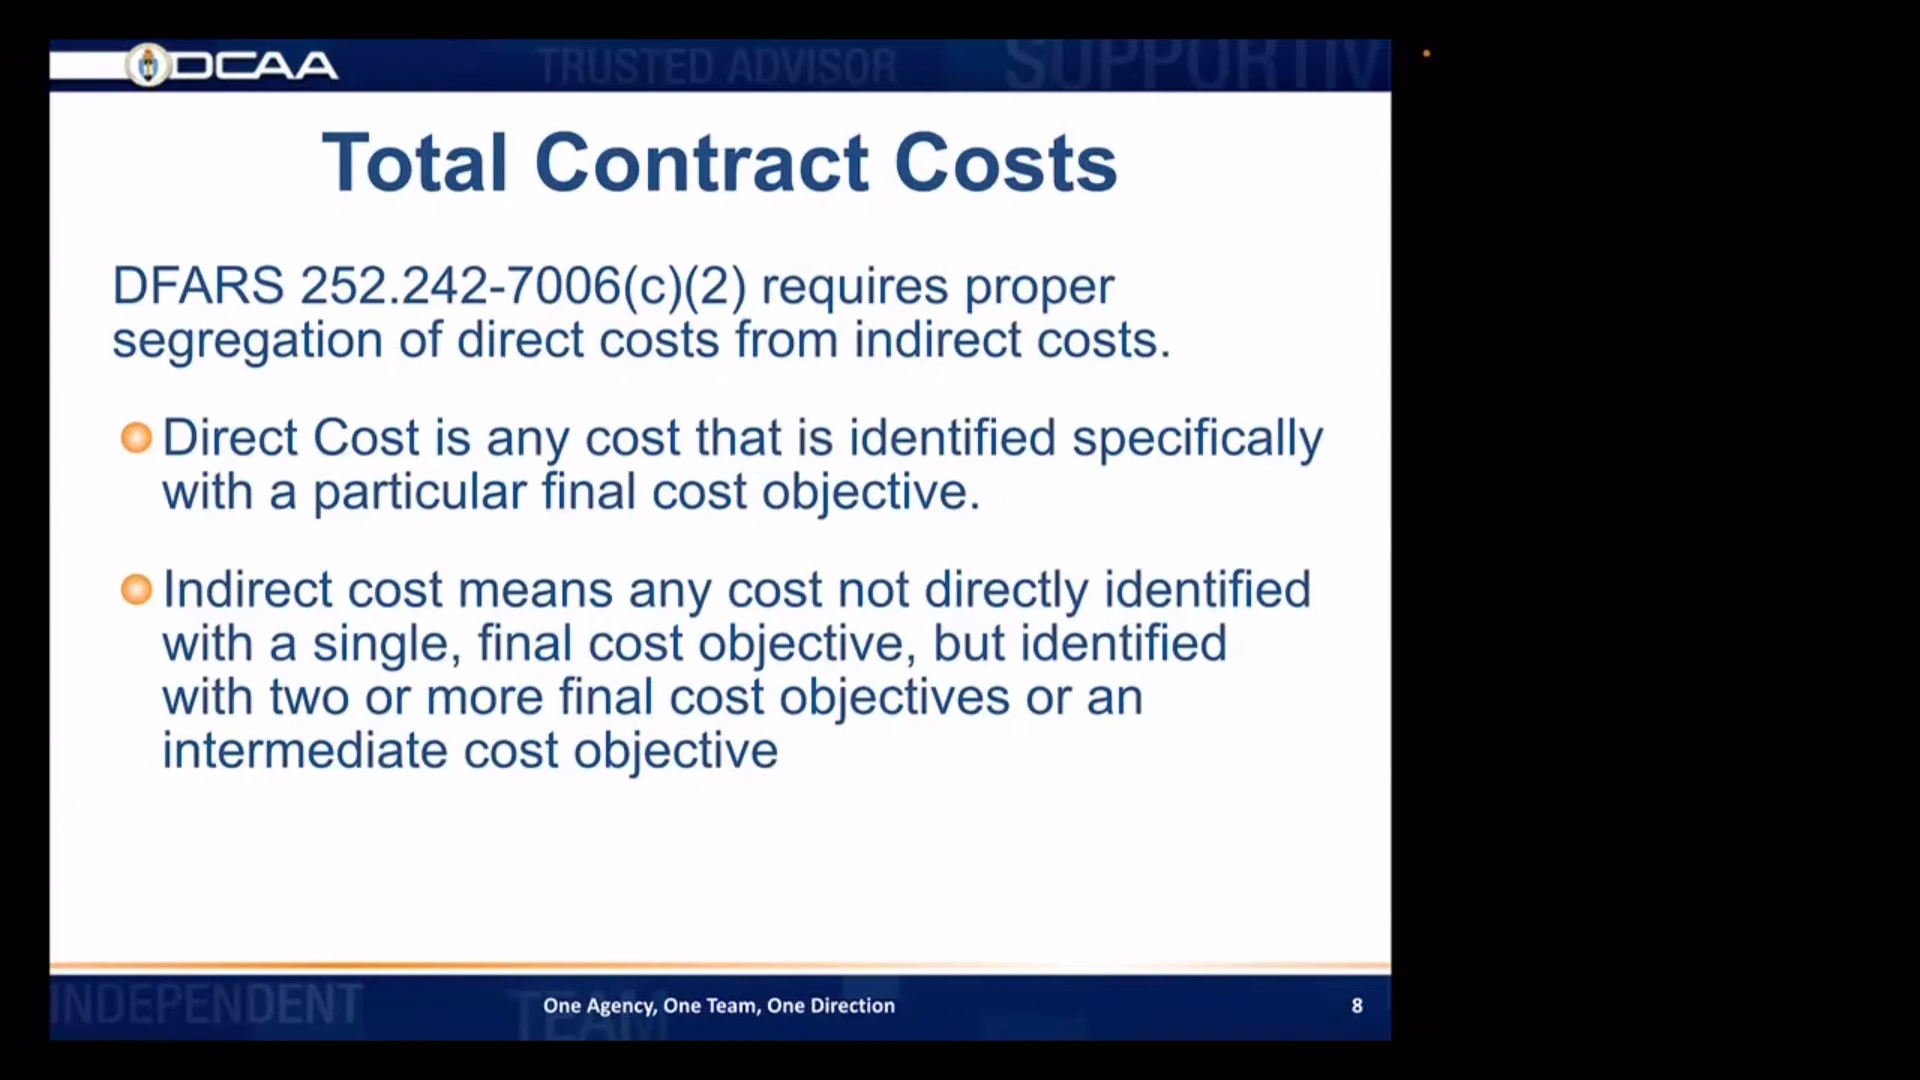 DCAA
TRUSTED ADVISOR
SUPPORTIV
Total Contract Costs
DFARS 252.242-7006(c)(2) requires proper
segregation of direct costs from indirect costs.
Direct Cost is any cost that is identified specifically
with a particular final cost objective.
Indirect cost means any cost not directly identified
with a single, final cost objective, but identified
with two or more final cost objectives or an
intermediate cost objective
INDEPENDENT
TEAM
One Agency, One Team, One Direction
8